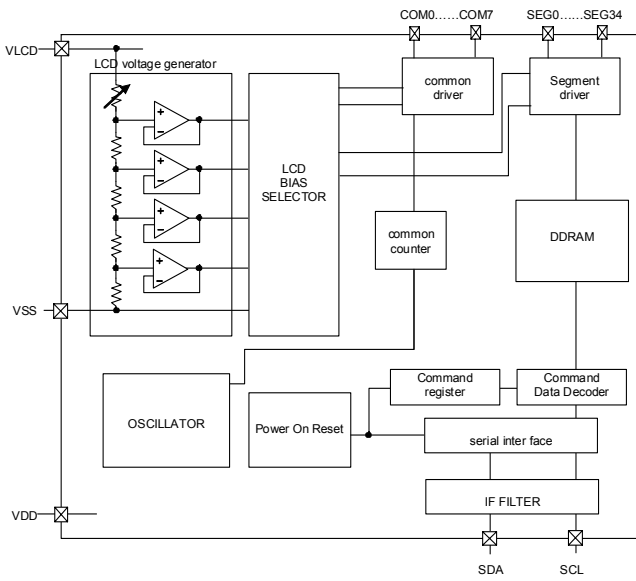 COM0......COM7
SEG0......SEG34
VLCD
LCD voltage generator
common
driver
Segment
driver
+
−
+
−
+
−
+
−
LCD
BIAS
SELECTOR
common
counter
DDRAM
VSS
OSCILLATOR
Power On Reset
Command
register
Command
Data Decoder
serial inter face
IF FILTER
VDD
SDA
SCL